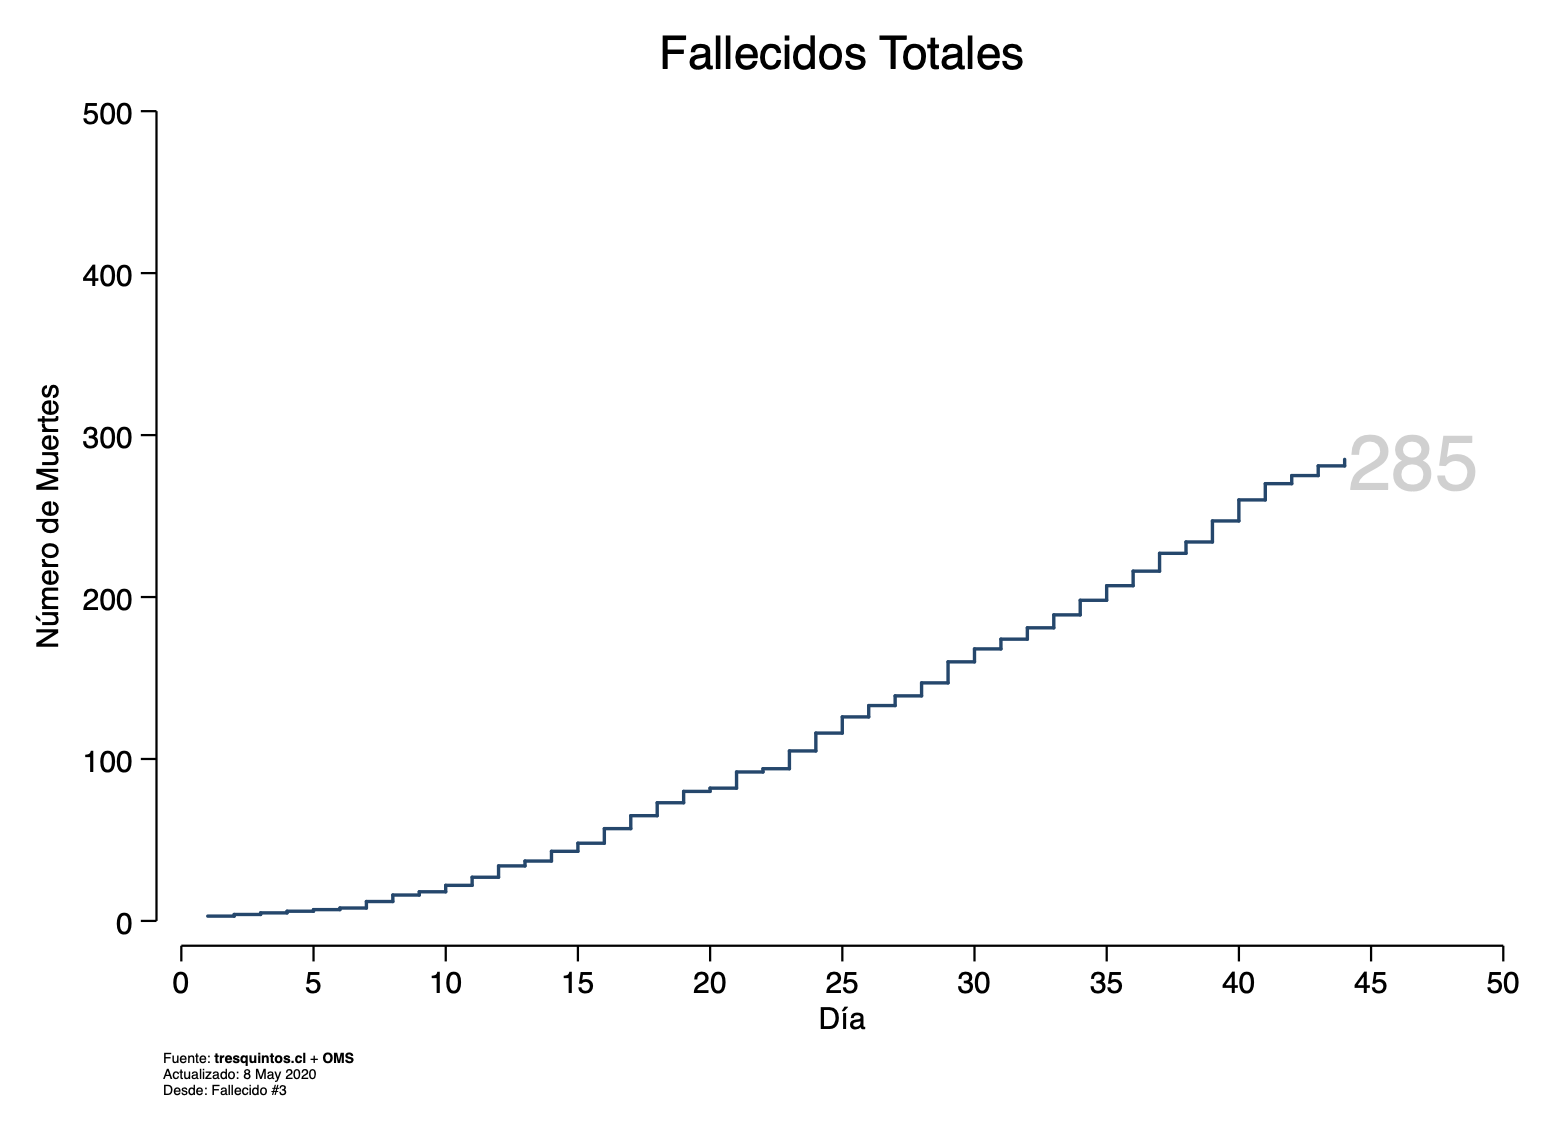 Fallecidos Totales
500
400
300
200
100
0
Número de Muertes
285
0 5 10 15 20 25 30 35 40 45 50
Día
Fuente: tresquintos.cl + OMS
Actualizado: 8 May 2020
Desde: Fallecido #3